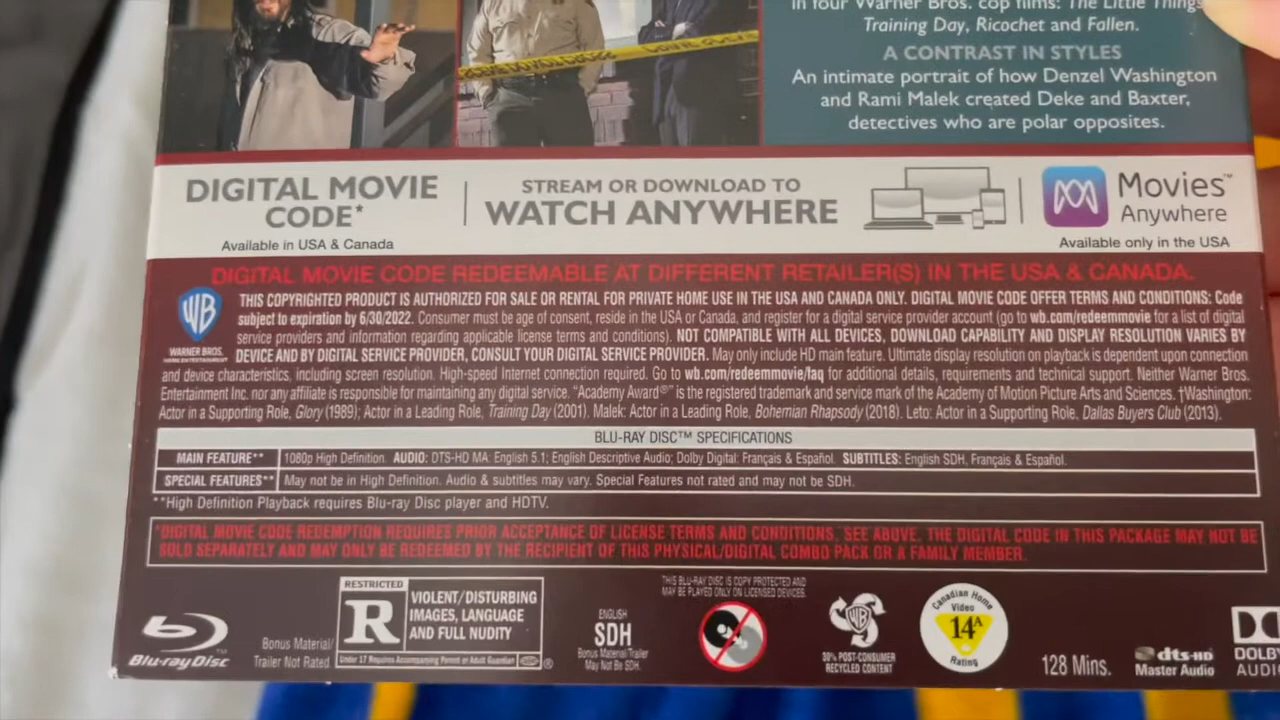 in four Warner Bros. cop films: The Little Things,
Training Day, Ricochet and Fallen.
A CONTRAST IN STYLES
An intimate portrait of how Denzel Washington
and Rami Malek created Deke and Baxter,
detectives who are polar opposites.
DIGITAL MOVIE
CODE*
Available in USA & Canada
STREAM OR DOWNLOAD TO
WATCH ANYWHERE
Movies™
Anywhere
Available only in the USA
DIGITAL MOVIE CODE REDEEMABLE AT DIFFERENT RETAILER(S) IN THE USA & CANADA.
WB
WARNER BROS.
HOME ENTERTAINMENT
THIS COPYRIGHTED PRODUCT IS AUTHORIZED FOR SALE OR RENTAL FOR PRIVATE HOME USE IN THE USA AND CANADA ONLY. DIGITAL MOVIE CODE OFFER TERMS AND CONDITIONS: Code
subject to expiration by 6/30/2022. Consumer must be age of consent, reside in the USA or Canada, and register for a digital service provider account (go to wb.com/redeemmovie for a list of digital
service providers and information regarding applicable license terms and conditions). NOT COMPATIBLE WITH ALL DEVICES, DOWNLOAD CAPABILITY AND DISPLAY RESOLUTION VARIES BY
DEVICE AND BY DIGITAL SERVICE PROVIDER, CONSULT YOUR DIGITAL SERVICE PROVIDER. May only include HD main feature. Ultimate display resolution on playback is dependent upon connection
and device characteristics, including screen resolution. High-speed Internet connection required. Go to wb.com/redeemmovie/faq for additional details, requirements and technical support. Neither Warner Bros.
Entertainment Inc. nor any affiliate is responsible for maintaining any digital service. “Academy Award®” is the registered trademark and service mark of the Academy of Motion Picture Arts and Sciences. †Washington:
Actor in a Supporting Role, Glory (1989); Actor in a Leading Role, Training Day (2001). Malek: Actor in a Leading Role, Bohemian Rhapsody (2018). Leto: Actor in a Supporting Role, Dallas Buyers Club (2013).
BLU-RAY DISC™ SPECIFICATIONS
MAIN FEATURE** 1080p High Definition. AUDIO: DTS-HD MA: English 5.1; English Descriptive Audio; Dolby Digital: Français & Español. SUBTITLES: English SDH, Français & Español.
SPECIAL FEATURES** May not be in High Definition. Audio & subtitles may vary. Special Features not rated and may not be SDH.
**High Definition Playback requires Blu-ray Disc player and HDTV.
*DIGITAL MOVIE CODE REDEMPTION REQUIRES PRIOR ACCEPTANCE OF LICENSE TERMS AND CONDITIONS, SEE ABOVE. THE DIGITAL CODE IN THIS PACKAGE MAY NOT BE
SOLD SEPARATELY AND MAY ONLY BE REDEEMED BY THE RECIPIENT OF THIS PHYSICAL/DIGITAL COMBO PACK OR A FAMILY MEMBER.
Blu-ray Disc™
Bonus Material/
Trailer Not Rated
RESTRICTED
R
VIOLENT/DISTURBING
IMAGES, LANGUAGE
AND FULL NUDITY
Under 17 Requires Accompanying Parent or Adult Guardian
®
ENGLISH
SDH
Bonus Material/Trailer
May Not Be SDH.
THIS BLU-RAY DISC IS COPY PROTECTED AND
MAY BE PLAYED ONLY ON LICENSED DEVICES.
WB
30% POST-CONSUMER
RECYCLED CONTENT
Canadian Home
Video
14A
Rating
128 Mins.
dts-HD
Master Audio
DOLBY
AUDIO